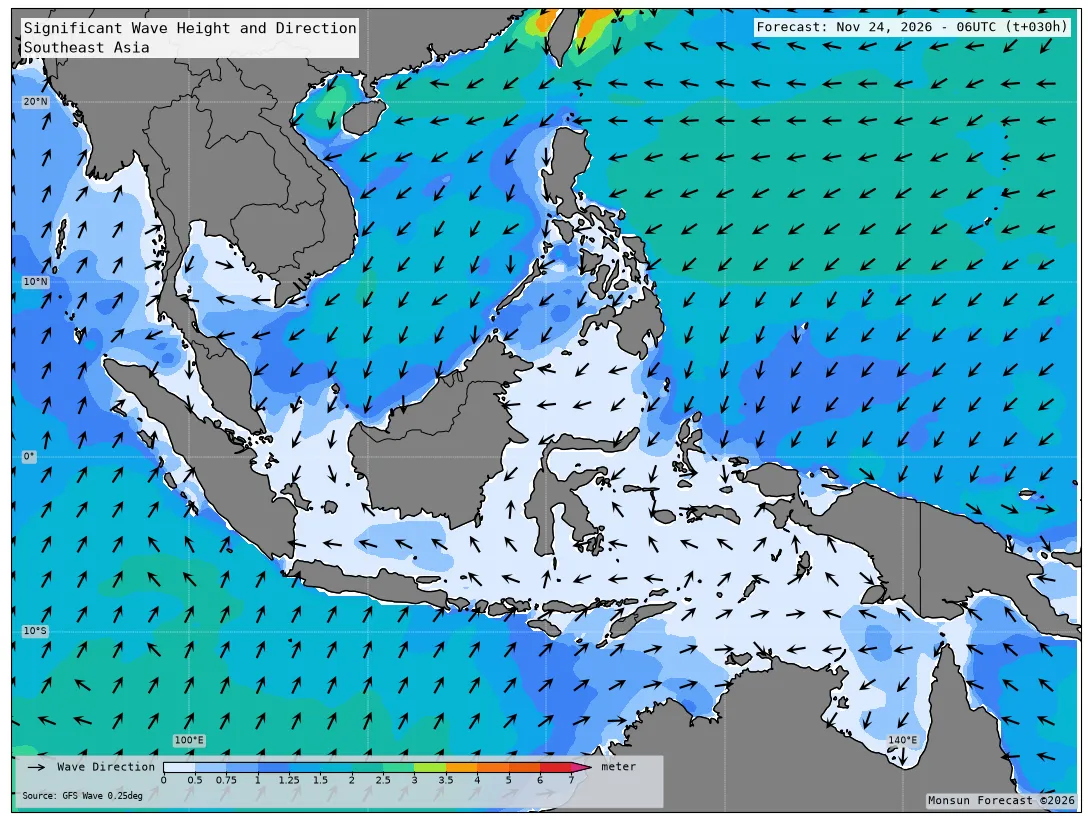 Significant Wave Height and Direction
Southeast Asia
Forecast: Nov 24, 2026 - 06UTC (t+030h)
20°N
10°N
0°
10°S
100°E
140°E
Wave Direction
meter
0 0.5 0.75 1 1.25 1.5 2 2.5 3 3.5 4 5 6 7
Source: GFS Wave 0.25deg
Monsun Forecast ©2026